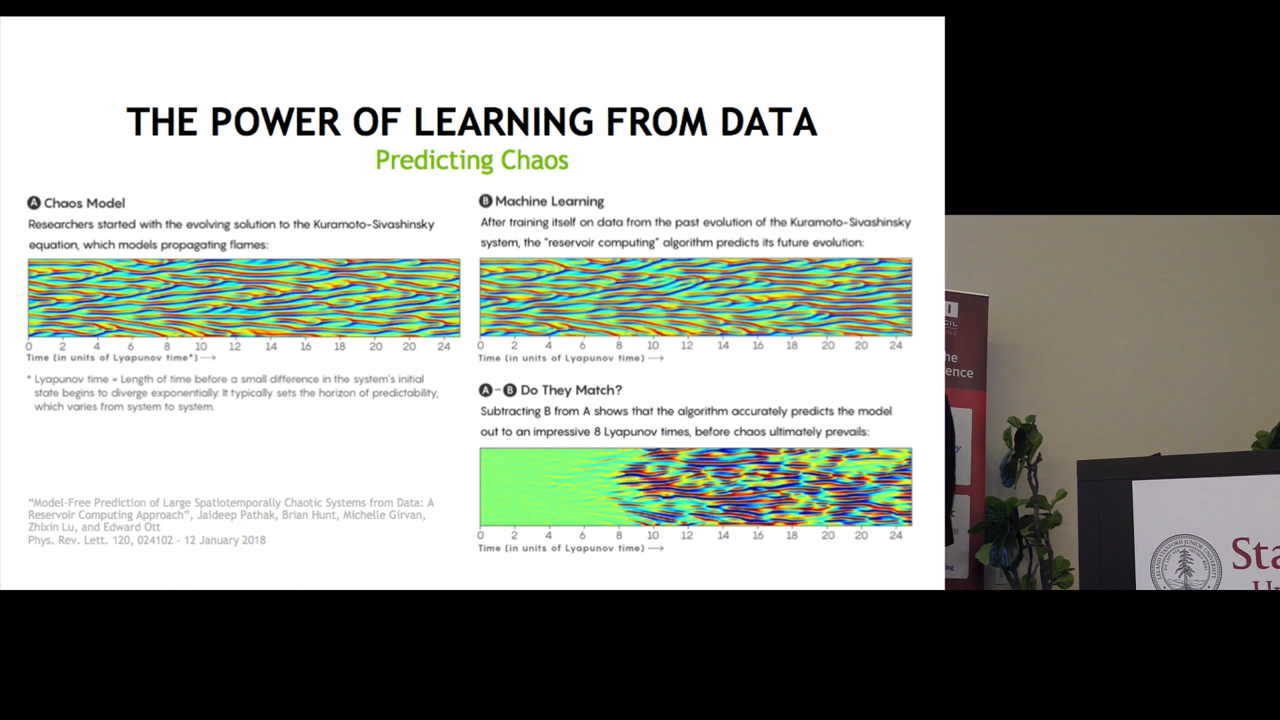 THE POWER OF LEARNING FROM DATA
Predicting Chaos
A Chaos Model
Researchers started with the evolving solution to the Kuramoto-Sivashinsky
equation, which models propagating flames:
0 2 4 6 8 10 12 14 16 18 20 20 22 24
Time (in units of Lyapunov time*)→
* Lyapunov time = Length of time before a small difference in the system's initial
state begins to diverge exponentially. It typically sets the horizon of predictability,
which varies from system to system.
"Model-Free Prediction of Large Spatiotemporally Chaotic Systems from Data: A
Reservoir Computing Approach", Jaideep Pathak, Brian Hunt, Michelle Girvan,
Zhixin Lu, and Edward Ott
Phys. Rev. Lett. 120, 024102 - 12 January 2018
B Machine Learning
After training itself on data from the past evolution of the Kuramoto-Sivashinsky
system, the "reservoir computing" algorithm predicts its future evolution:
0 2 4 6 8 10 12 14 16 18 20 20 24
Time (in units of Lyapunov time) →
A-B Do They Match?
Subtracting B from A shows that the algorithm accurately predicts the model
out to an impressive 8 Lyapunov times, before chaos ultimately prevails:
0 2 4 6 8 10 12 14 16 18 20 20 24
Time (in units of Lyapunov time) →
LELAND STANFORD JUNIOR UNIVERSITY
Sta